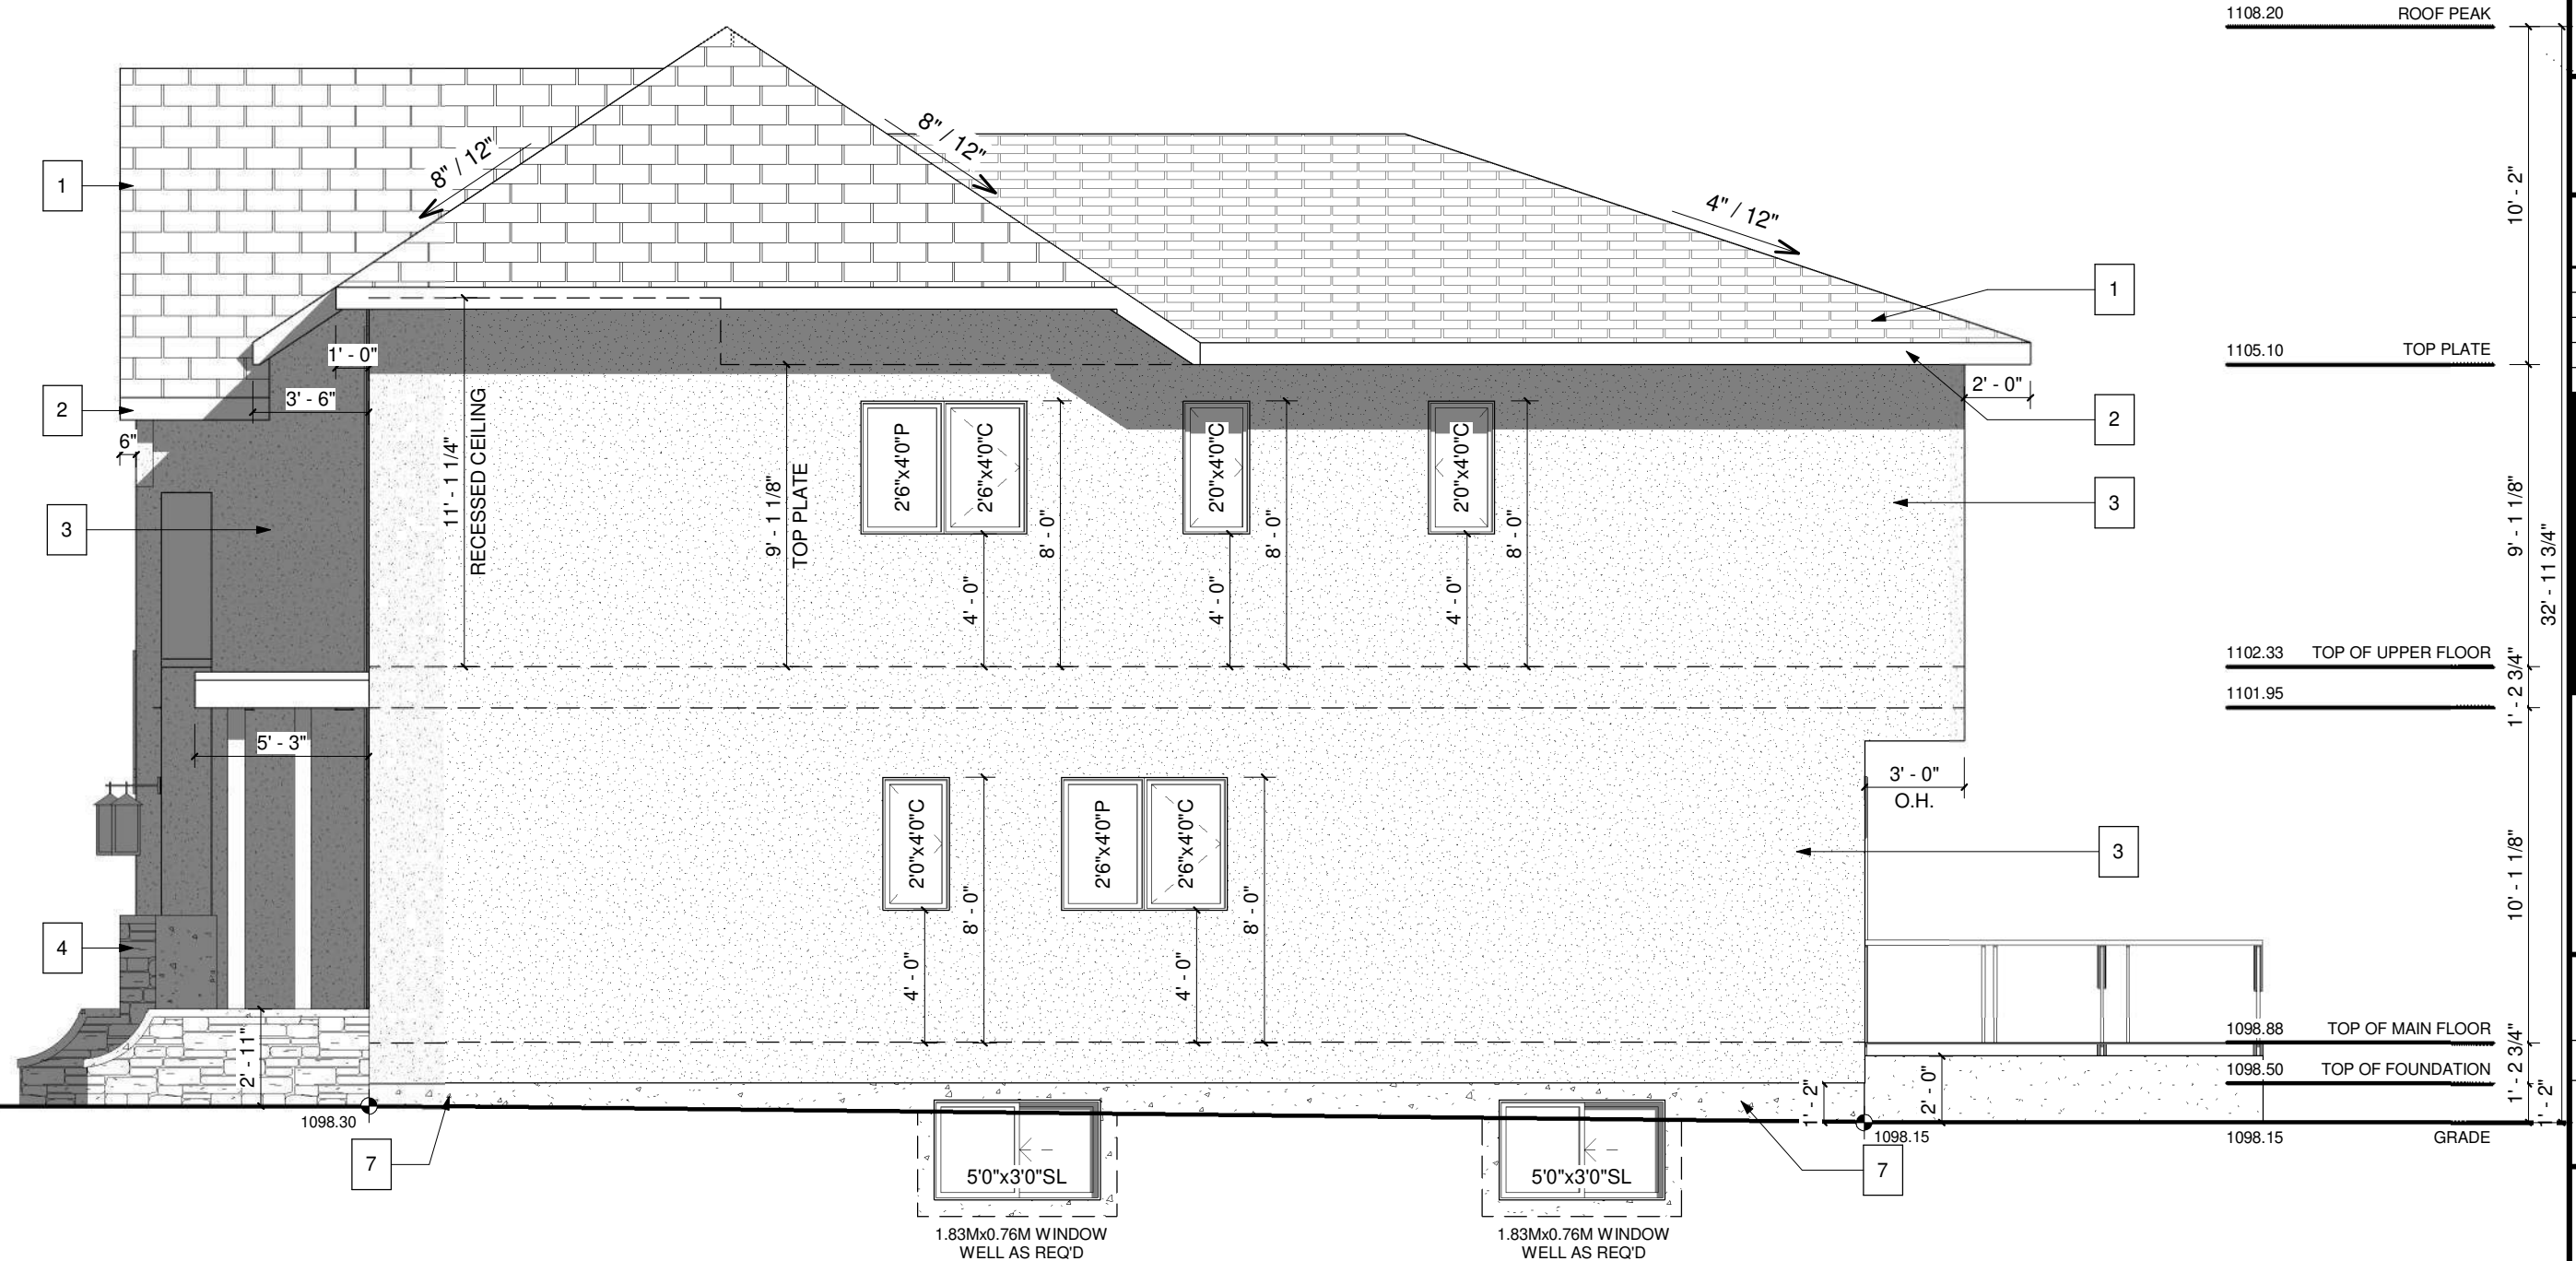 1108.20 ROOF PEAK
8" / 12"
8" / 12"
4" / 12"
10' - 2"
1
1
1' - 0"
1105.10 TOP PLATE
2' - 0"
3' - 6"
2
2
6"
11' - 1 1/4"
RECESSED CEILING
9' - 1 1/8"
TOP PLATE
2'6"x4'0"P
2'6"x4'0"C
2'0"x4'0"C
2'0"x4'0"C
8' - 0"
8' - 0"
8' - 0"
4' - 0"
4' - 0"
4' - 0"
3
3
9' - 1 1/8"
32' - 11 3/4"
1102.33 TOP OF UPPER FLOOR
1' - 2 3/4"
1101.95
5' - 3"
3' - 0"
O.H.
2'0"x4'0"C
2'6"x4'0"P
2'6"x4'0"C
8' - 0"
8' - 0"
4' - 0"
4' - 0"
3
10' - 1 1/8"
4
2' - 11"
1098.88 TOP OF MAIN FLOOR
1098.50 TOP OF FOUNDATION
1' - 2 3/4"
1' - 2"
2' - 0"
1' - 2"
1098.30
1098.15
1098.15 GRADE
7
7
5'0"x3'0"SL
5'0"x3'0"SL
1.83Mx0.76M WINDOW
WELL AS REQ'D
1.83Mx0.76M WINDOW
WELL AS REQ'D